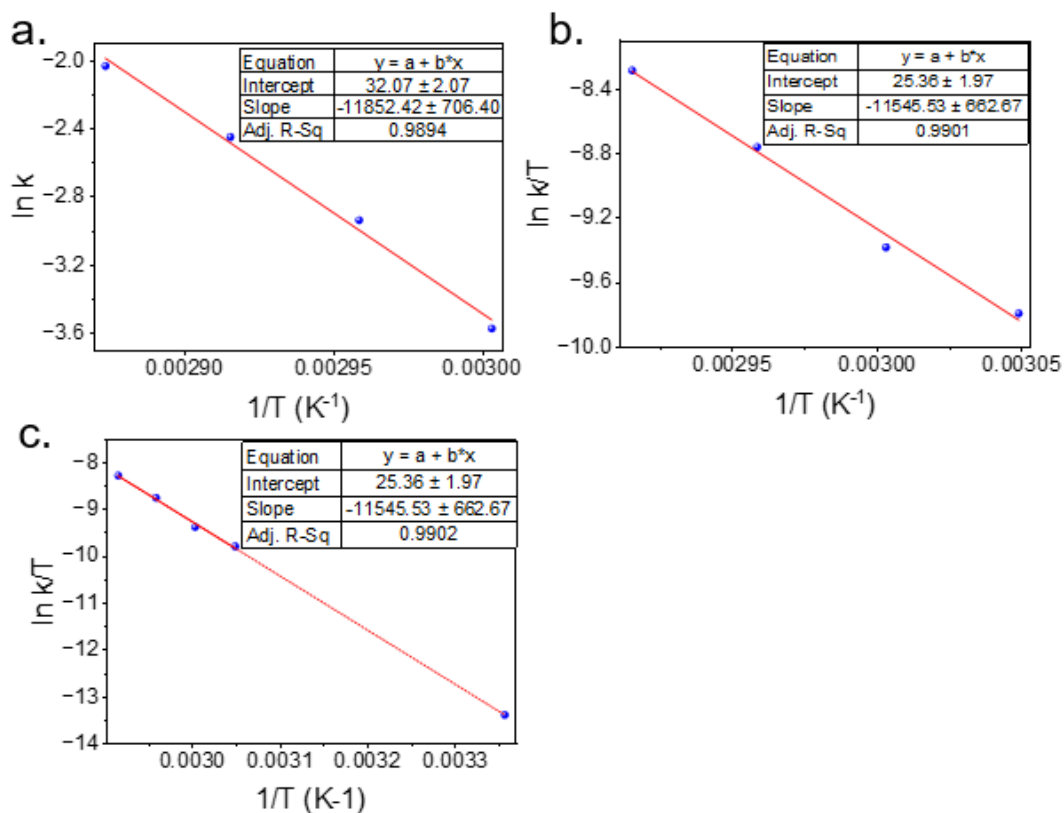 a.
Equation y = a + b*x
Intercept 32.07 ± 2.07
Slope -11852.42 ± 706.40
Adj. R-Sq 0.9894
−2.0
−2.4
−2.8
−3.2
−3.6
ln k
0.00290 0.00295 0.00300
1/T (K-1)
b.
Equation y = a + b*x
Intercept 25.36 ± 1.97
Slope -11545.53 ± 662.67
Adj. R-Sq 0.9901
−8.4
−8.8
−9.2
−9.6
−10.0
ln k/T
0.00295 0.00300 0.00305
1/T (K-1)
c.
Equation y = a + b*x
Intercept 25.36 ± 1.97
Slope -11545.53 ± 662.67
Adj. R-Sq 0.9902
−8
−9
−10
−11
−12
−13
−14
ln k/T
0.0030 0.0031 0.0032 0.0033
1/T (K-1)